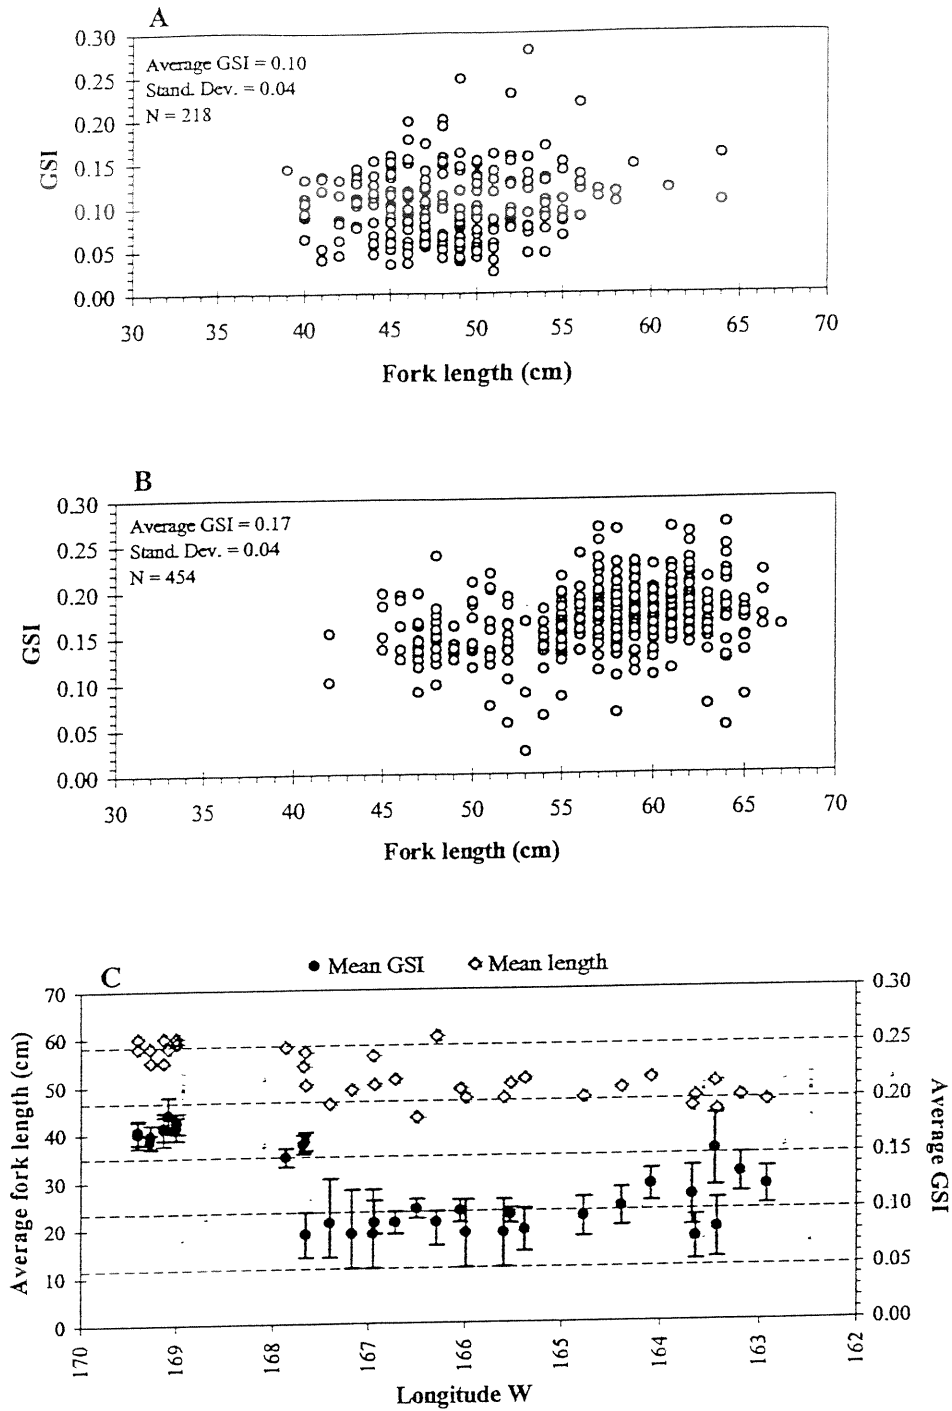 A
0.30
0.25
0.20
0.15
0.10
0.05
0.00
GSI
Average GSI = 0.10
Stand. Dev. = 0.04
N = 218
30 35 40 45 50 55 60 65 70
Fork length (cm)
B
0.30
0.25
0.20
0.15
0.10
0.05
0.00
GSI
Average GSI = 0.17
Stand. Dev. = 0.04
N = 454
30 35 40 45 50 55 60 65 70
Fork length (cm)
C
Mean GSI Mean length
70
60
50
40
30
20
10
0
Average fork length (cm)
0.30
0.25
0.20
0.15
0.10
0.05
0.00
Average GSI
170 169 168 167 166 165 164 163 162
Longitude W